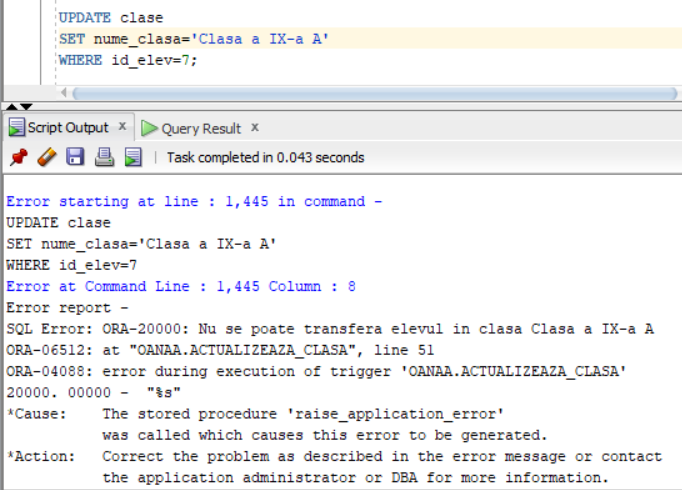 UPDATE clase
SET nume_clasa='Clasa a IX-a A'
WHERE id_elev=7;
Script Output x Query Result x
Task completed in 0.043 seconds
Error starting at line : 1,445 in command -
UPDATE clase
SET nume_clasa='Clasa a IX-a A'
WHERE id_elev=7
Error at Command Line : 1,445 Column : 8
Error report -
SQL Error: ORA-20000: Nu se poate transfera elevul in clasa Clasa a IX-a A
ORA-06512: at "OANAA.ACTUALIZEAZA_CLASA", line 51
ORA-04088: error during execution of trigger 'OANAA.ACTUALIZEAZA_CLASA'
20000. 00000 -  "%s"
*Cause:    The stored procedure 'raise_application_error'
           was called which causes this error to be generated.
*Action:   Correct the problem as described in the error message or contact
           the application administrator or DBA for more information.